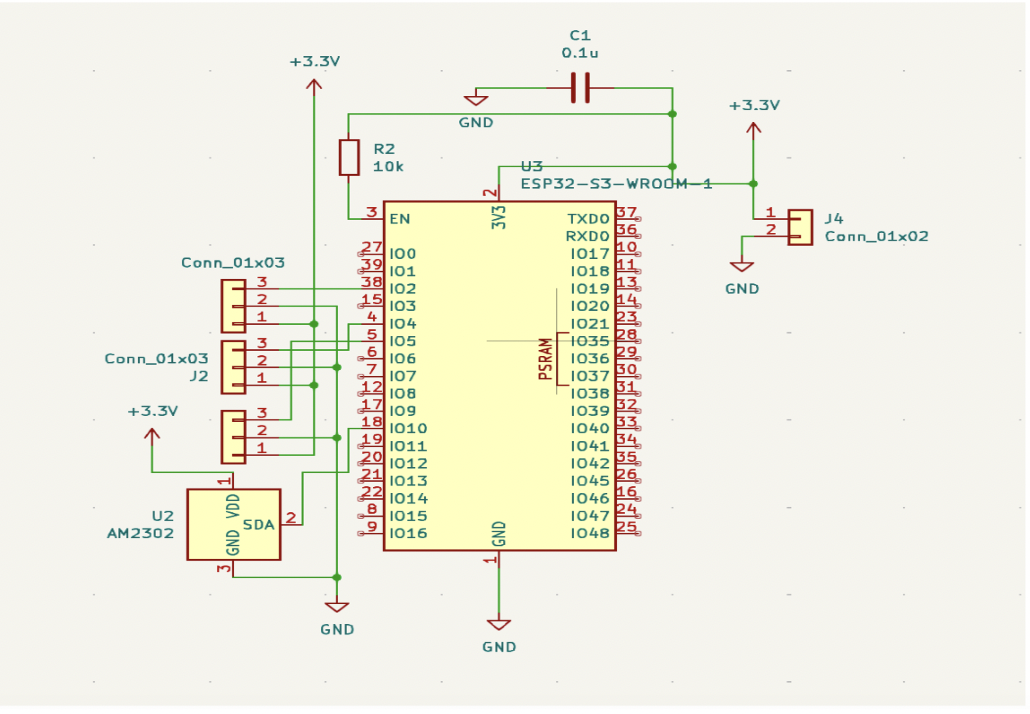 C1
0.1u
+3.3V
GND
+3.3V
R2
10k
U3
ESP32-S3-WROOM-1
2
3V3
3 EN
27 IO0
39 IO1
38 IO2
15 IO3
4 IO4
5 IO5
6 IO6
7 IO7
12 IO8
17 IO9
18 IO10
19 IO11
20 IO12
21 IO13
22 IO14
8 IO15
9 IO16
TXD0 37
RXD0 36
IO17 10
IO18 11
IO19 13
IO20 14
IO21 23
IO35 28
IO36 29
IO37 30
IO38 31
IO39 32
IO40 33
IO41 34
IO42 35
IO45 26
IO46 16
IO47 24
IO48 25
PSRAM
GND
1
GND
1
2
J4
Conn_01x02
GND
Conn_01x03
3
2
1
Conn_01x03
J2
3
2
1
3
2
1
+3.3V
1
VDD
U2
AM2302
SDA 2
GND
3
GND